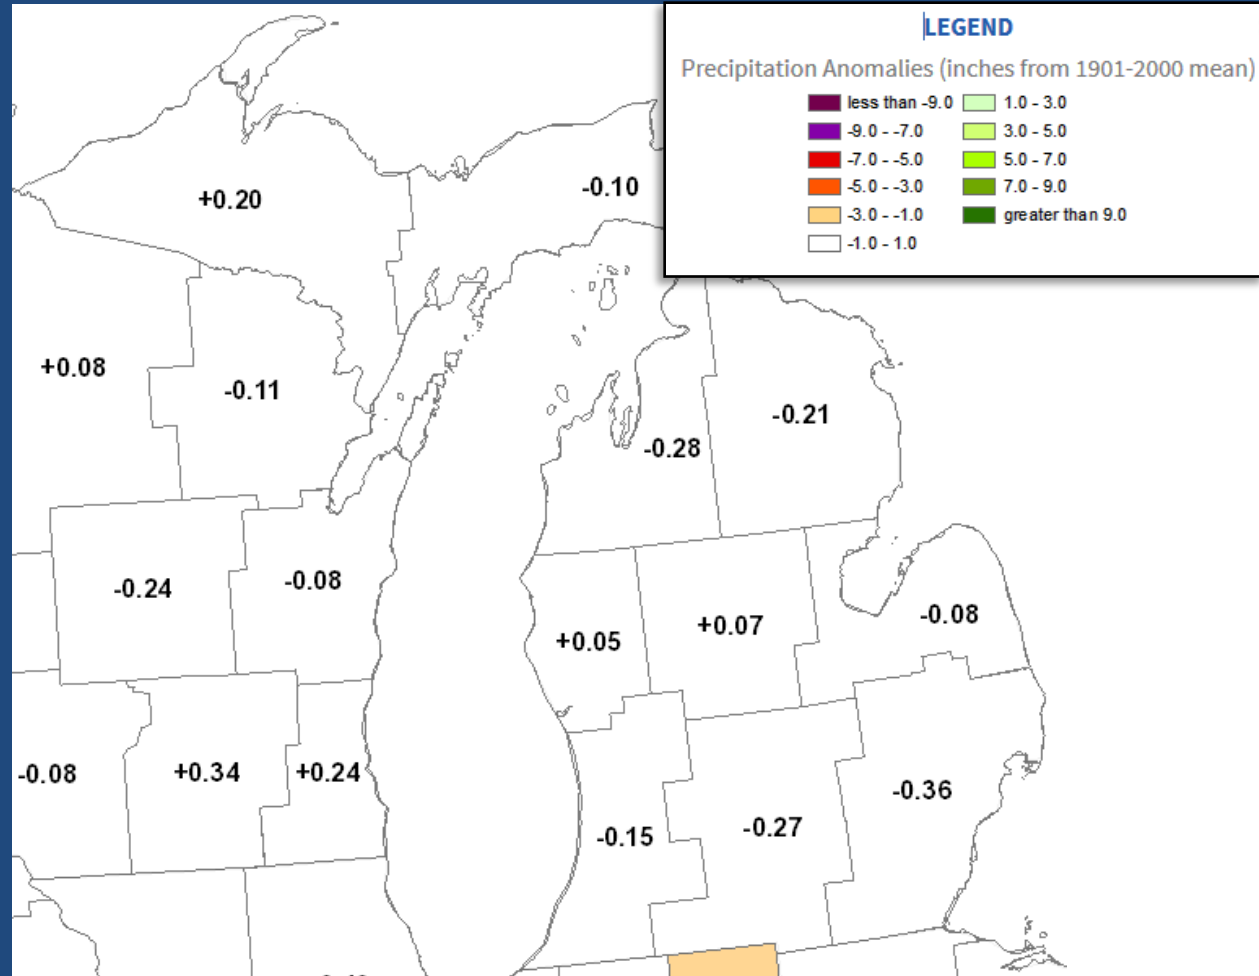 LEGEND
Precipitation Anomalies (inches from 1901-2000 mean)
less than -9.0
-9.0 - -7.0
-7.0 - -5.0
-5.0 - -3.0
-3.0 - -1.0
-1.0 - 1.0
1.0 - 3.0
3.0 - 5.0
5.0 - 7.0
7.0 - 9.0
greater than 9.0
+0.20
-0.10
+0.08
-0.11
-0.28
-0.21
-0.24
-0.08
+0.05
+0.07
-0.08
-0.08
+0.34
+0.24
-0.15
-0.27
-0.36